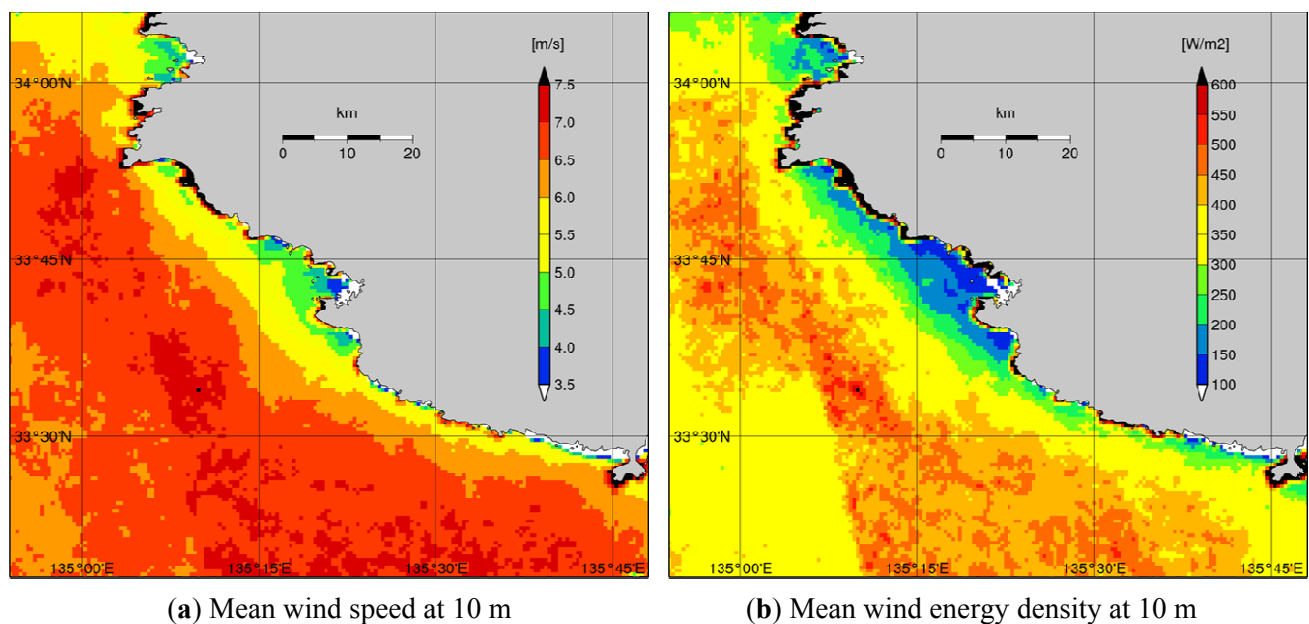 [m/s]
7.5
7.0
6.5
6.0
5.5
5.0
4.5
4.0
3.5
km
0 10 20
34°00'N
33°45'N
33°30'N
135°00'E 135°15'E 135°30'E 135°45'E
(a) Mean wind speed at 10 m
[W/m2]
600
550
500
450
400
350
300
250
200
150
100
km
0 10 20
34°00'N
33°45'N
33°30'N
135°00'E 135°15'E 135°30'E 135°45'E
(b) Mean wind energy density at 10 m